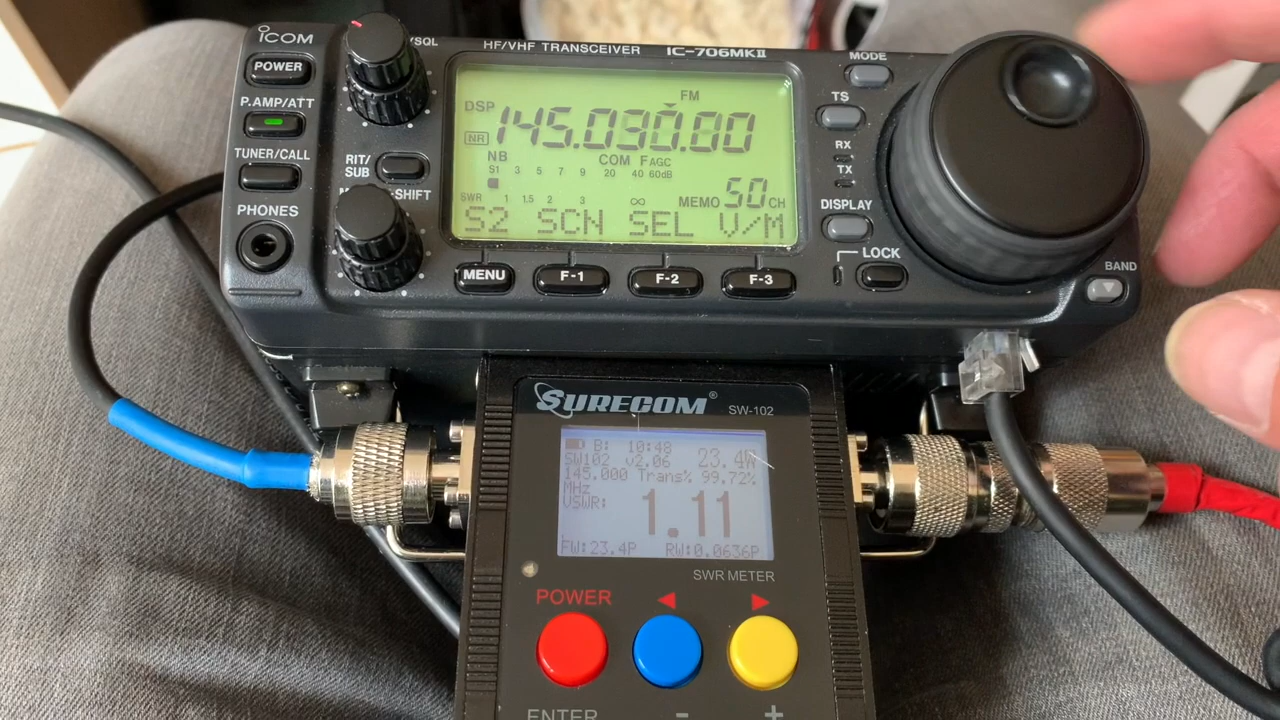 ICOM
/SQL
HF/VHF TRANSCEIVER IC-706MKII
POWER
P.AMP/ATT
TUNER/CALL
PHONES
RIT/
SUB
-SHIFT
DSP
FM
145.030.00
NR
NB
COM F AGC
S1 3 5 7 9 20 40 60dB
SWR 1 1.5 2 3 ∞
MEMO 50 CH
S2 SCN SEL V/M
MENU F-1 F-2 F-3
MODE
TS
RX
TX
DISPLAY
LOCK
BAND
SURECOM®
SW-102
B: 10:48
SW102 v2.06 23.4W
145.000 Trans% 99.72%
MHz
VSWR:
1.11
FW:23.4P RW:0.0636P
SWR METER
POWER
ENTER - +